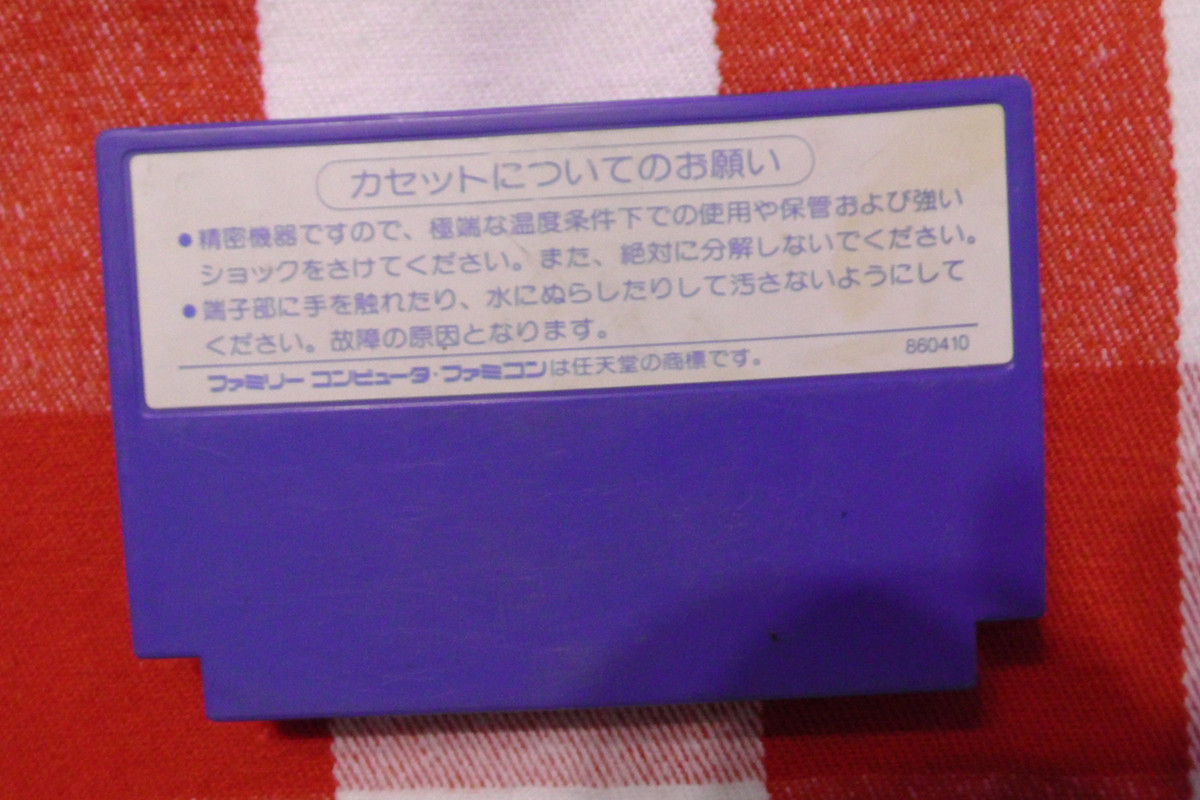 カセットについてのお願い
●精密機器ですので、極端な温度条件下での使用や保管および強い
ショックをさけてください。また、絶対に分解しないでください。
●端子部に手を触れたり、水にぬらしたりして汚さないようにして
ください。故障の原因となります。
860410
ファミリー コンピュータ・ファミコンは任天堂の商標です。